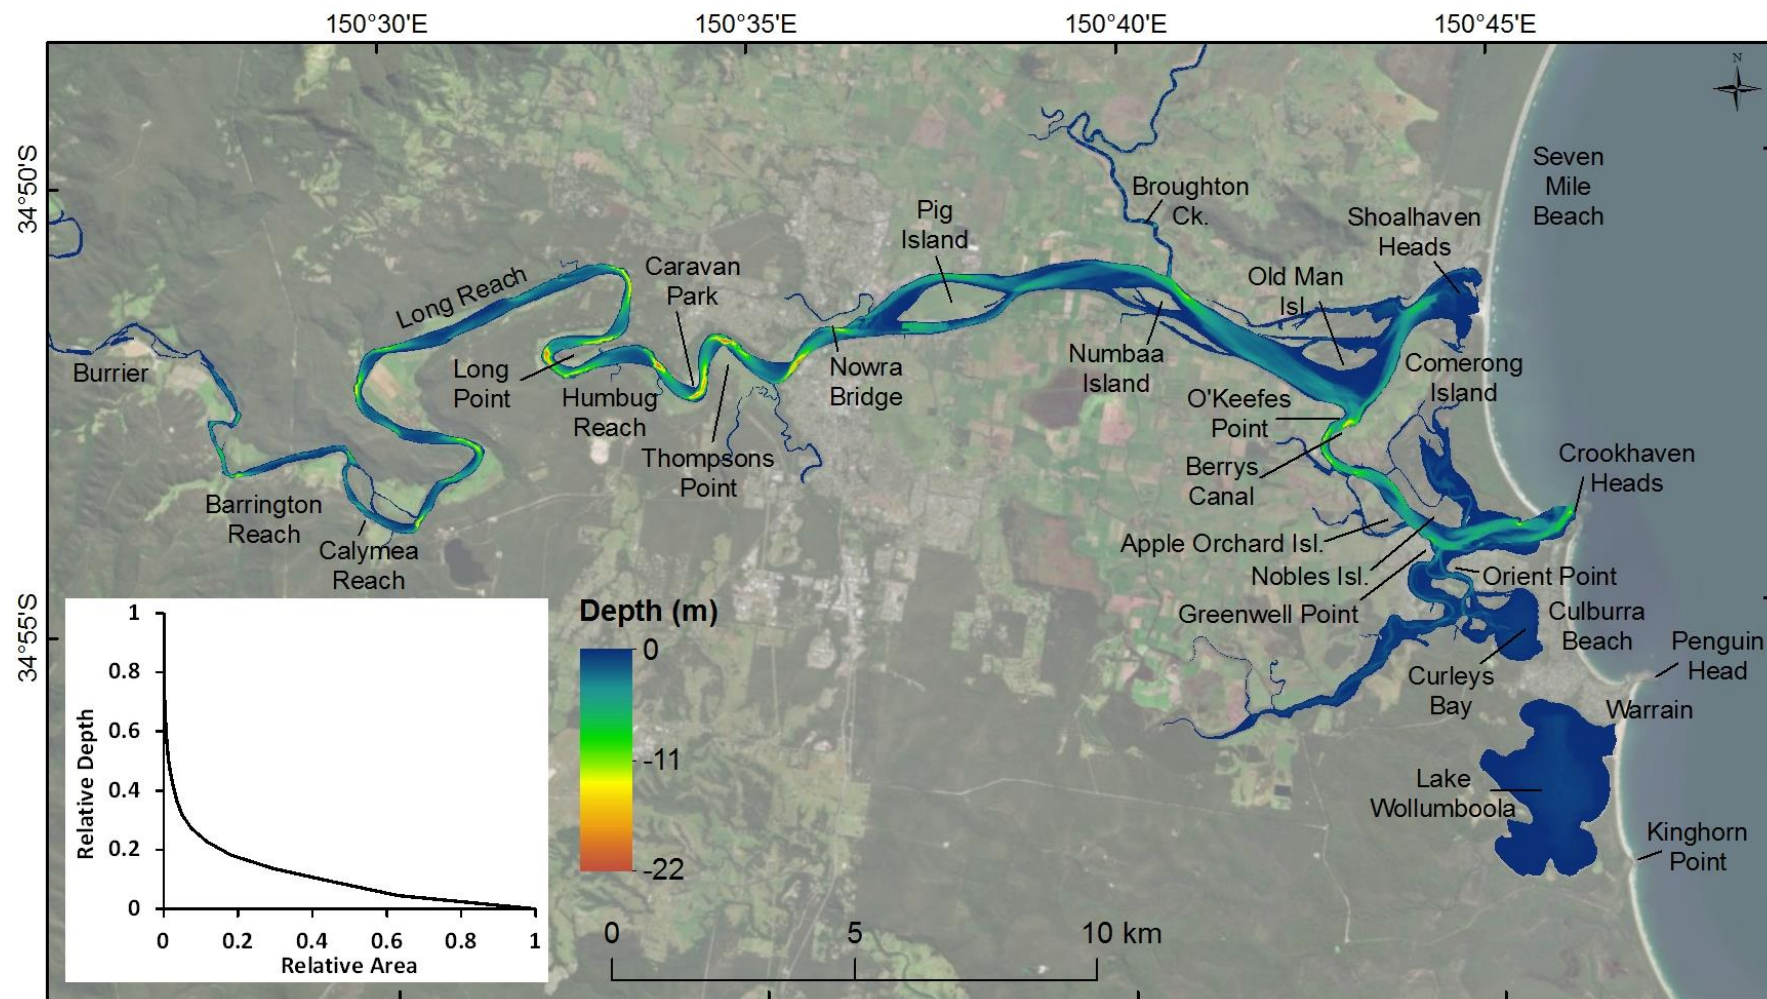 150°30'E
150°35'E
150°40'E
150°45'E
N
34°50'S
34°55'S
Seven
Mile
Beach
Broughton
Ck.
Pig
Island
Shoalhaven
Heads
Caravan
Park
Long Reach
Old Man
Isl.
Burrier
Long
Point
Humbug
Reach
Nowra
Bridge
Numbaa
Island
Comerong
Island
O'Keefes
Point
Thompsons
Point
Berrys
Canal
Crookhaven
Heads
Barrington
Reach
Calymea
Reach
Apple Orchard Isl.
Nobles Isl.
Orient Point
Greenwell Point
Culburra
Beach
Penguin
Head
Curleys
Bay
Warrain
Lake
Wollumboola
Kinghorn
Point
Depth (m)
0
-11
-22
0 5 10 km
1
0.8
0.6
0.4
0.2
0
Relative Depth
0 0.2 0.4 0.6 0.8 1
Relative Area